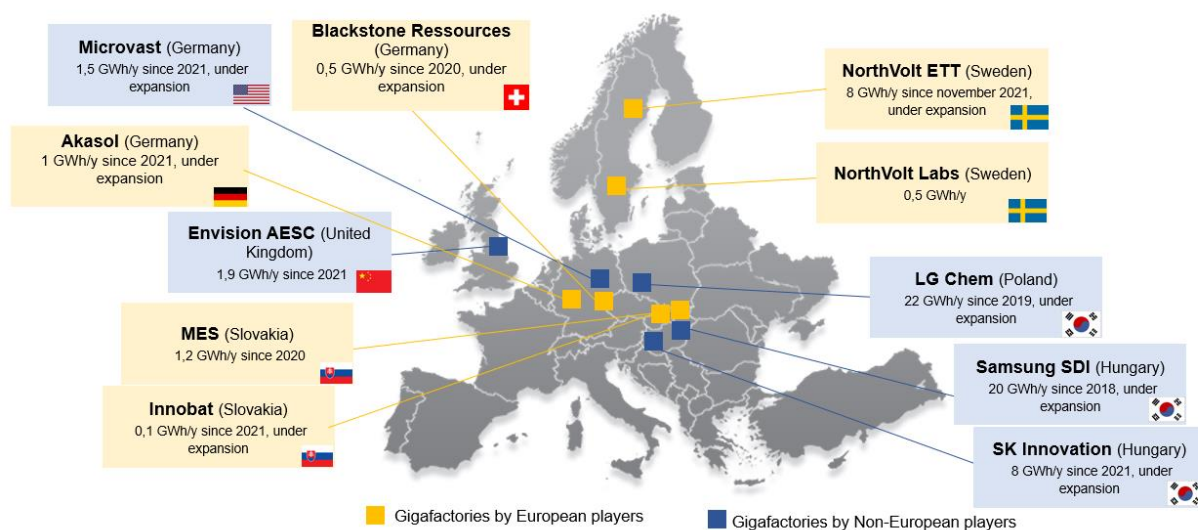 Microvast (Germany)
1,5 GWh/y since 2021, under
expansion
Blackstone Ressources
(Germany)
0,5 GWh/y since 2020, under
expansion
NorthVolt ETT (Sweden)
8 GWh/y since november 2021,
under expansion
Akasol (Germany)
1 GWh/y since 2021, under
expansion
NorthVolt Labs (Sweden)
0,5 GWh/y
Envision AESC (United
Kingdom)
1,9 GWh/y since 2021
LG Chem (Poland)
22 GWh/y since 2019, under
expansion
MES (Slovakia)
1,2 GWh/y since 2020
Samsung SDI (Hungary)
20 GWh/y since 2018, under
expansion
Innobat (Slovakia)
0,1 GWh/y since 2021, under
expansion
SK Innovation (Hungary)
8 GWh/y since 2021, under
expansion
Gigafactories by European players
Gigafactories by Non-European players